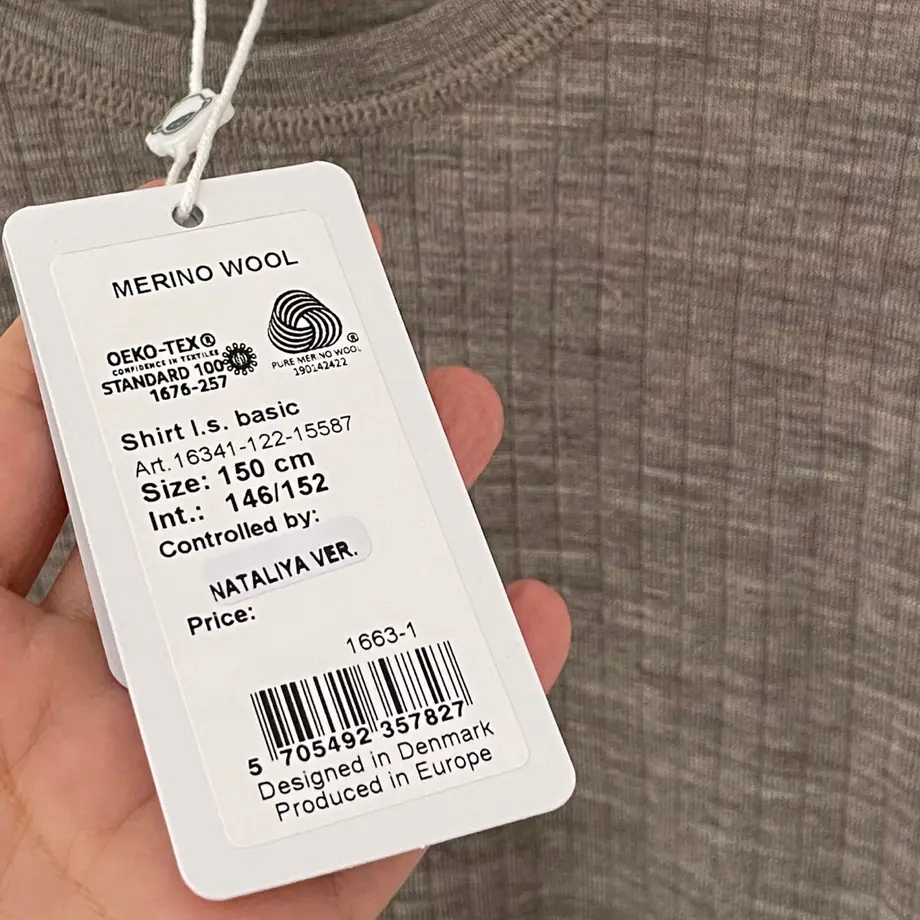 MERINO WOOL
OEKO-TEX®
CONFIDENCE IN TEXTILES
STANDARD 100
1676-257
®
PURE MERINO WOOL
190142422
Shirt l.s. basic
Art.16341-122-15587
Size: 150 cm
Int.: 146/152
Controlled by:
NATALIYA VER.
Price:
1663-1
5 705492 357827
Designed in Denmark
Produced in Europe